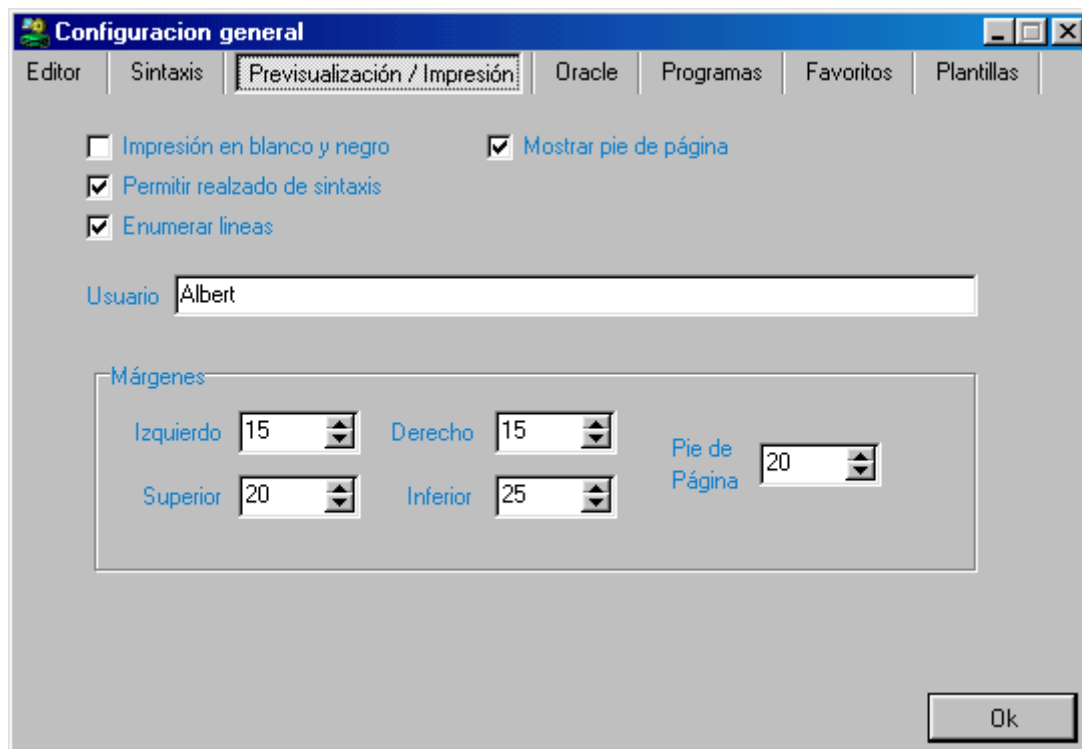 Configuracion general
Editor Sintaxis Previsualización / Impresión Oracle Programas Favoritos Plantillas
Impresión en blanco y negro Mostrar pie de página
Permitir realzado de sintaxis
Enumerar lineas
Usuario Albert
Márgenes
Izquierdo 15 Derecho 15
Pie de Página 20
Superior 20 Inferior 25
Ok